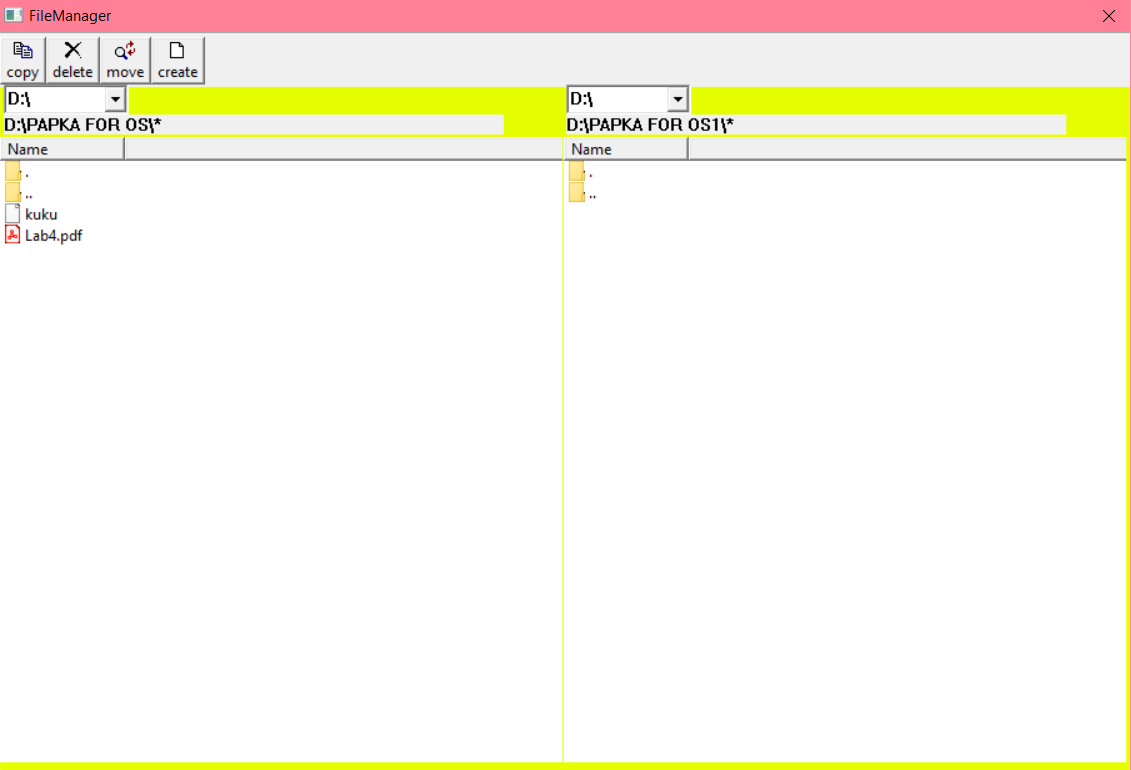 FileManager
copy delete move create
D:\ D:\
D:\PAPKA FOR OS\* D:\PAPKA FOR OS1\*
Name Name
. .
.. ..
kuku
Lab4.pdf